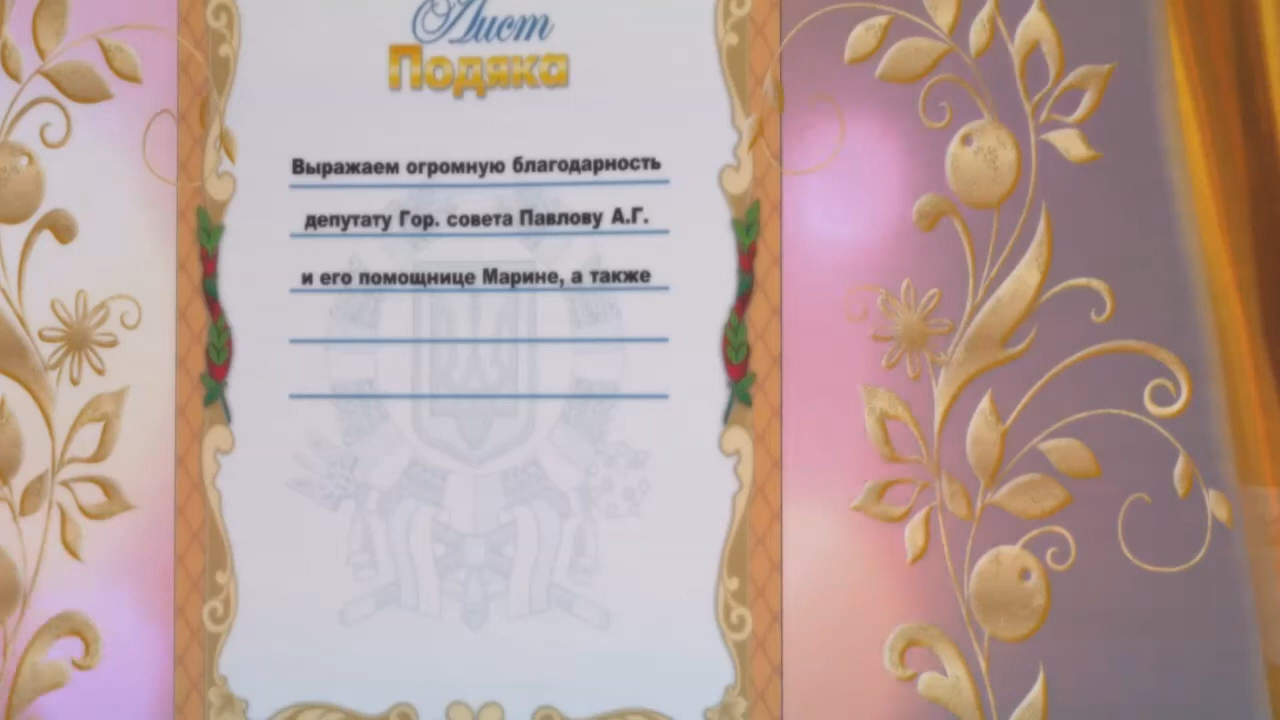 Лист
Подяка
Выражаем огромную благодарность
депутату Гор. совета Павлову А.Г.
и его помощнице Марине, а также